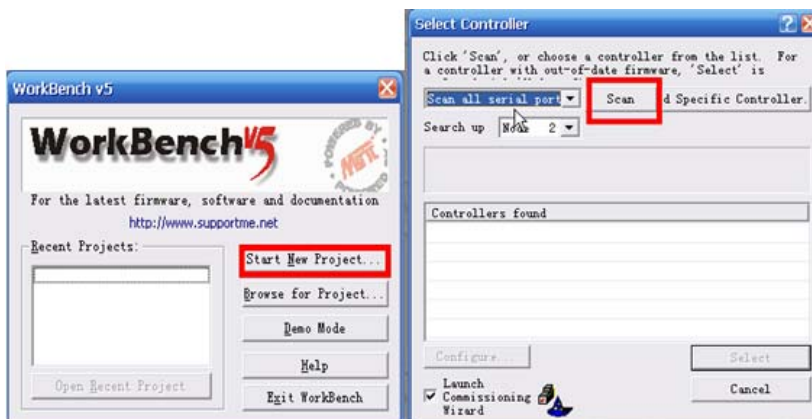 WorkBench v5
WorkBench v5
POWERED BY
For the latest firmware, software and documentation
http://www.supportme.net
Recent Projects:
Start New Project...
Browse for Project...
Demo Mode
Help
Open Recent Project
Exit WorkBench
Select Controller
Click 'Scan', or choose a controller from the list. For
a controller with out-of-date firmware, 'Select' is
Scan all serial port
Scan
d Specific Controller.
Search up
2
Controllers found
Configure...
Select
Launch
Commissioning
Wizard
Cancel